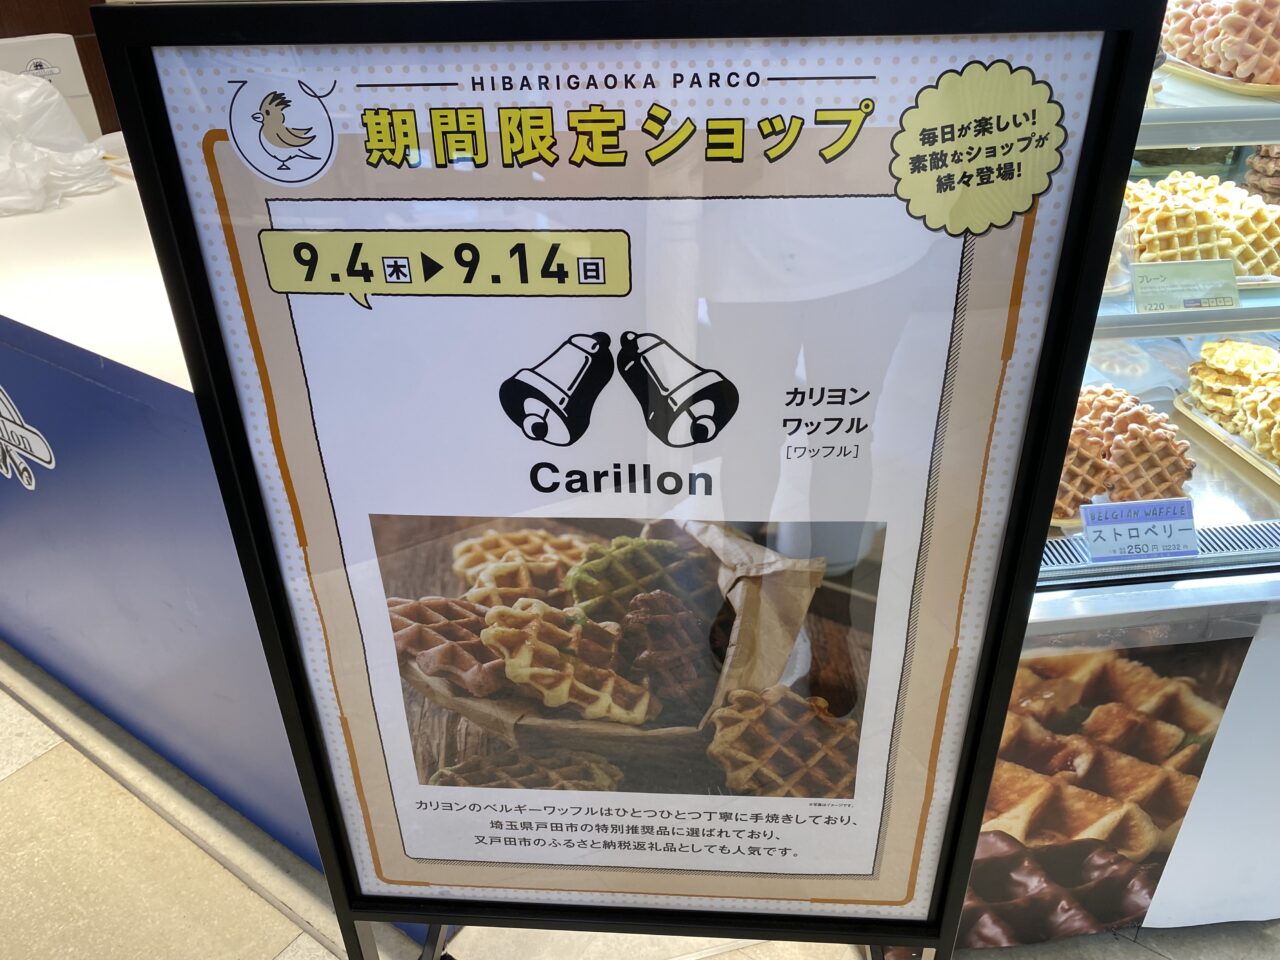 HIBARIGAOKA PARCO
期間限定ショップ
毎日が楽しい!
素敵なショップが
続々登場!
9.4木▶9.14日
カリヨン
ワッフル
[ワッフル]
Carillon
カリヨンのベルギーワッフルはひとつひとつ丁寧に手焼きしており、
埼玉県戸田市の特別推奨品に選ばれており、
又戸田市のふるさと納税返礼品としても人気です。
プレーン
¥220
BELGIAN WAFFLE
ストロベリー
250円
232